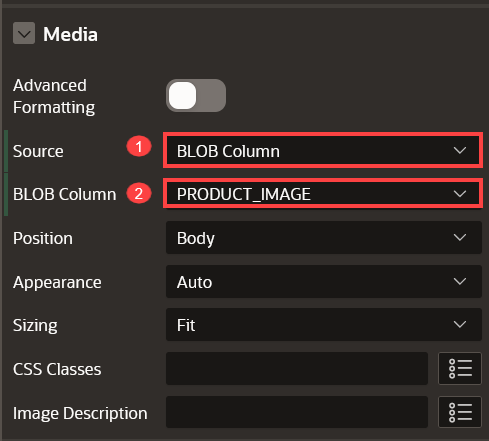 Media
Advanced
Formatting
Source 1 BLOB Column
BLOB Column 2 PRODUCT_IMAGE
Position Body
Appearance Auto
Sizing Fit
CSS Classes
Image Description